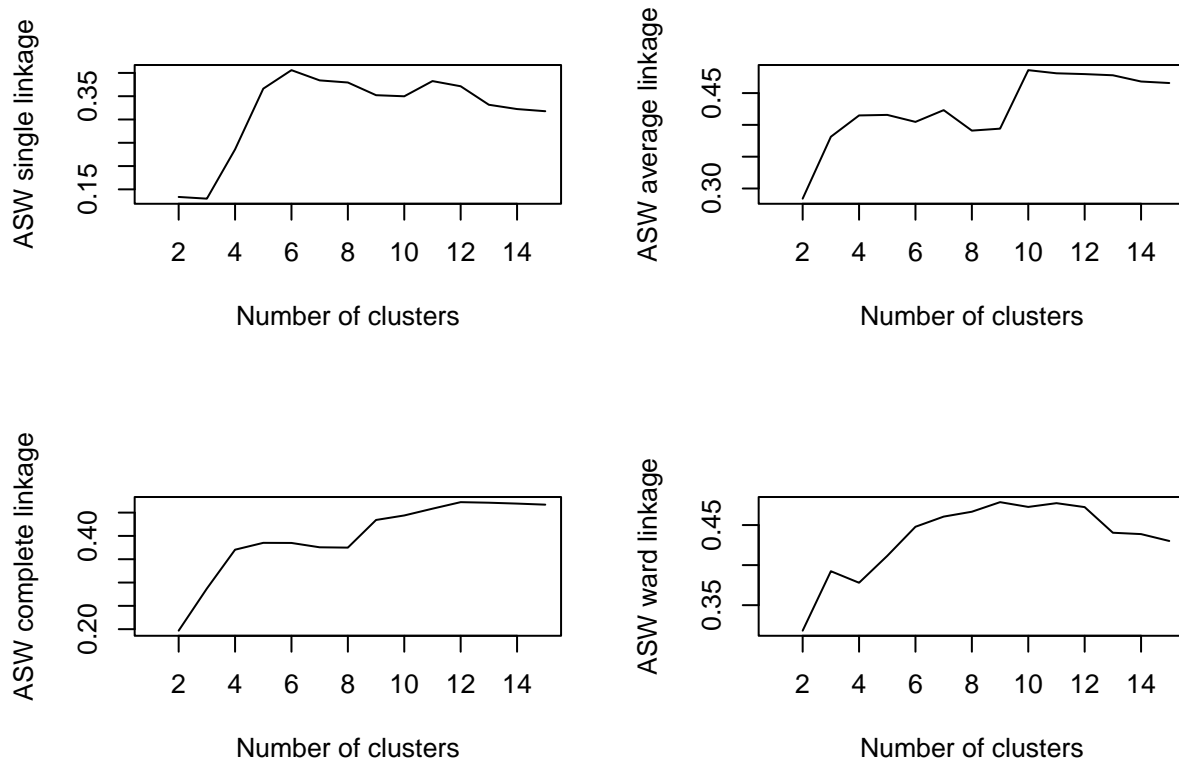 ASW single linkage
0.35
0.15
2 4 6 8 10 12 14
Number of clusters
ASW average linkage
0.45
0.30
2 4 6 8 10 12 14
Number of clusters
ASW complete linkage
0.40
0.20
2 4 6 8 10 12 14
Number of clusters
ASW ward linkage
0.45
0.35
2 4 6 8 10 12 14
Number of clusters